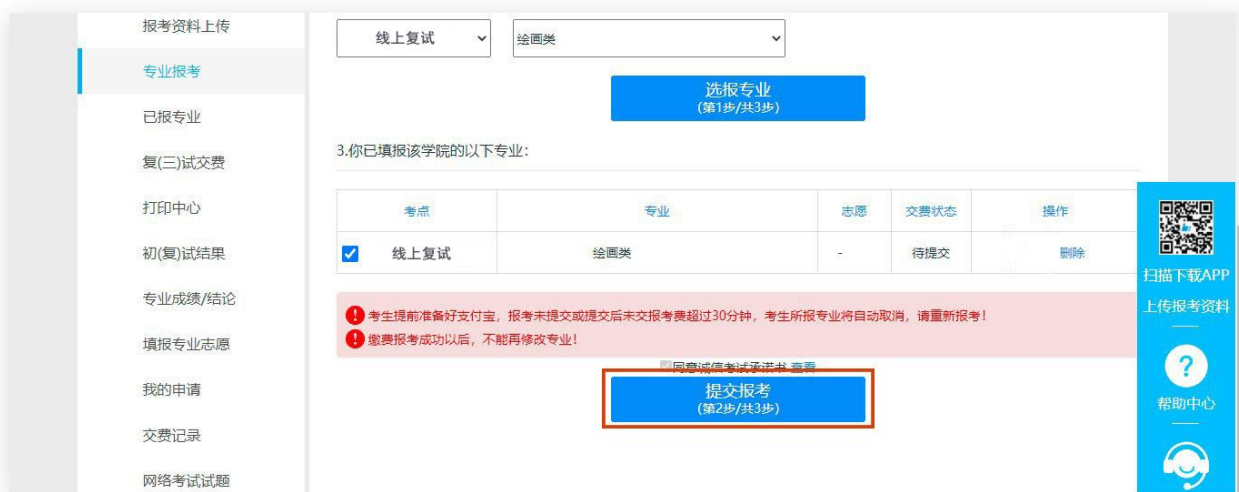 报考资料上传
专业报考
已报专业
复(三)试交费
打印中心
初(复)试结果
专业成绩/结论
填报专业志愿
我的申请
交费记录
网络考试试题
线上复试 绘画类
选报专业
(第1步/共3步)
3.你已填报该学院的以下专业：
考点 专业 志愿 交费状态 操作
线上复试 绘画类 - 待提交 删除
考生提前准备好支付宝，报考未提交或提交后未交报考费超过30分钟，考生所报专业将自动取消，请重新报考！
缴费报考成功以后，不能再修改专业！
同意诚信考试承诺书 查看
提交报考
(第2步/共3步)
扫描下载APP
上传报考资料
?
帮助中心